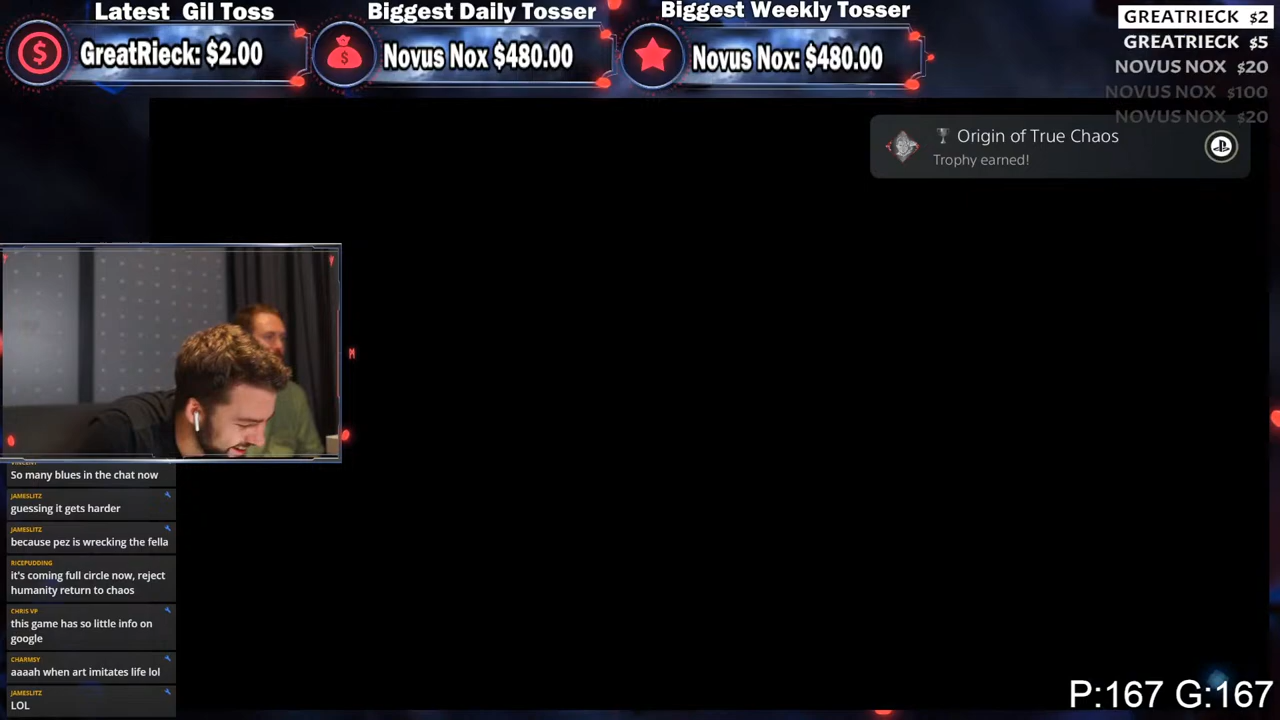 Latest Gil Toss
GreatRieck: $2.00
Biggest Daily Tosser
Novus Nox $480.00
Biggest Weekly Tosser
Novus Nox: $480.00
GREATRIECK $2
GREATRIECK $5
NOVUS NOX $20
NOVUS NOX $100
NOVUS NOX $20
Origin of True Chaos
Trophy earned!
VINCENT
So many blues in the chat now
JAMESLITZ
guessing it gets harder
JAMESLITZ
because pez is wrecking the fella
RICEPUDDING
it's coming full circle now, reject
humanity return to chaos
CHRIS VP
this game has so little info on
google
CHARMSY
aaaah when art imitates life lol
JAMESLITZ
LOL
P:167 G:167